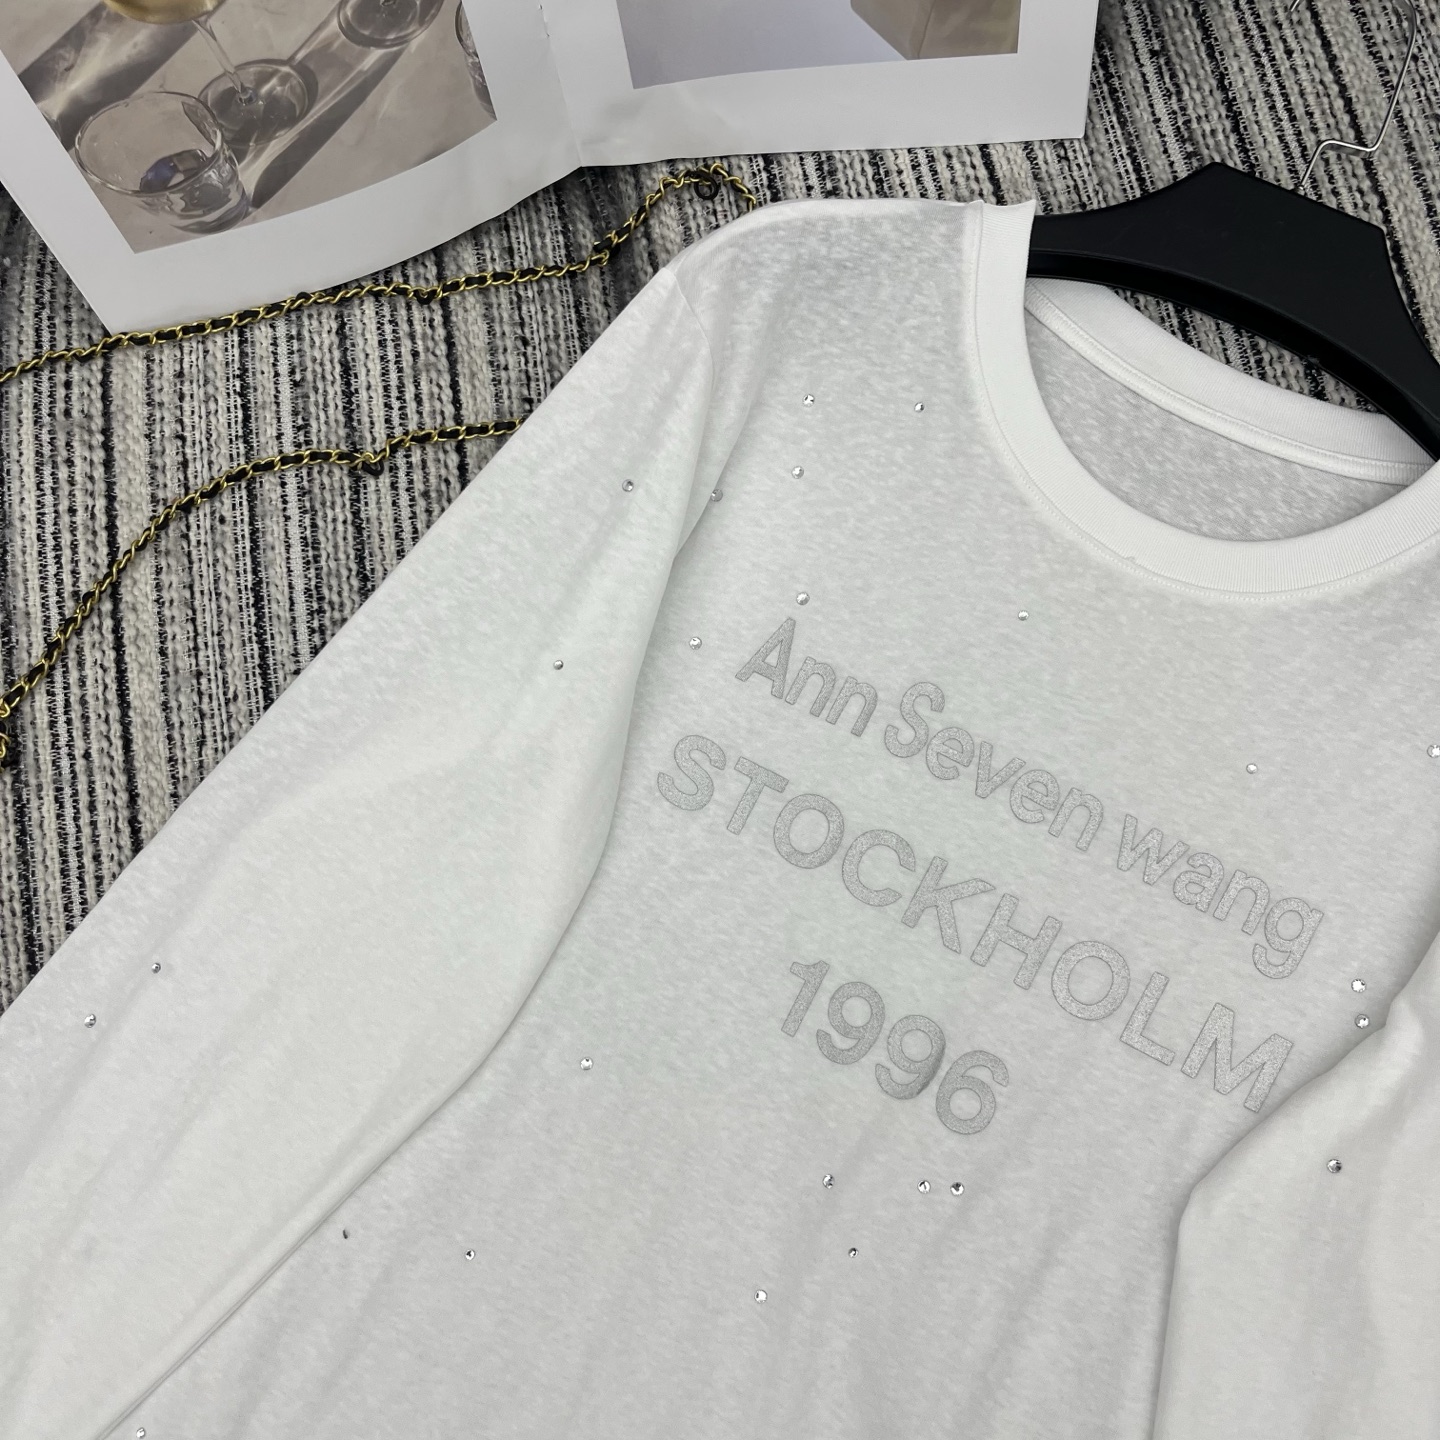 Ann Seven wang
STOCKHOLM
1996